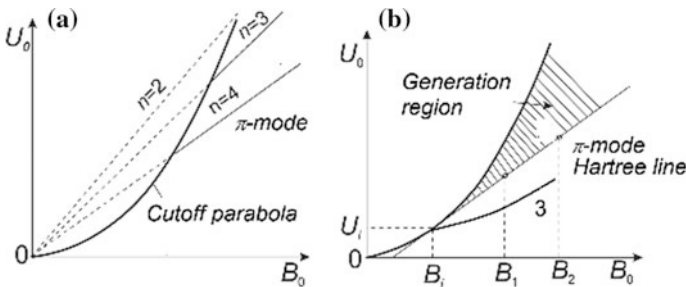 (a)
U₀
n=2
n=3
n=4
π-mode
Cutoff parabola
0
B₀
(b)
U₀
Generation
region
π-mode
Hartree line
3
Uᵢ
0
Bᵢ
B₁
B₂
B₀